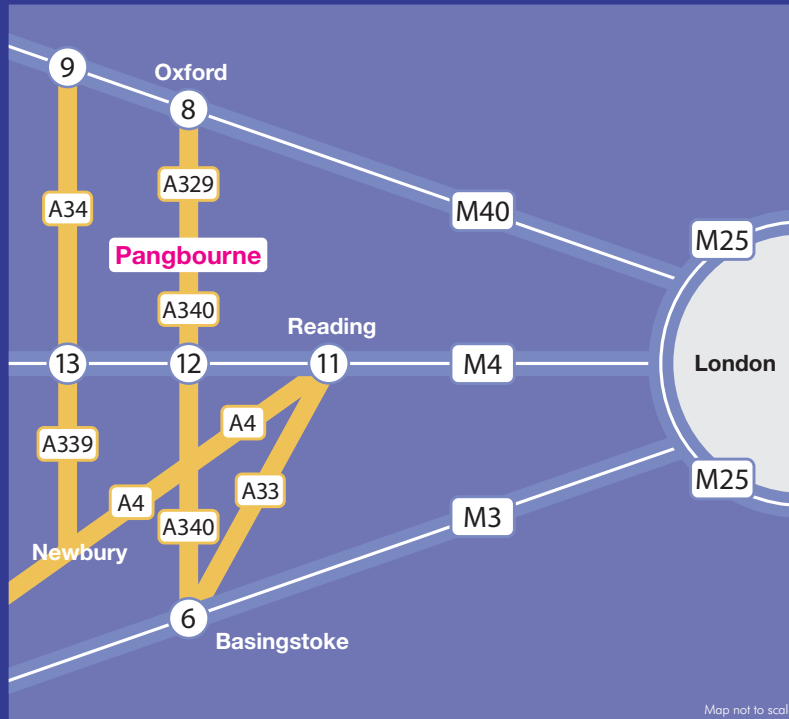 9
Oxford
8
A329
A34
M40
M25
Pangbourne
A340
Reading
13
12
11
M4
London
A4
A339
M25
A33
A4
M3
A340
Newbury
6
Basingstoke
Map not to scal